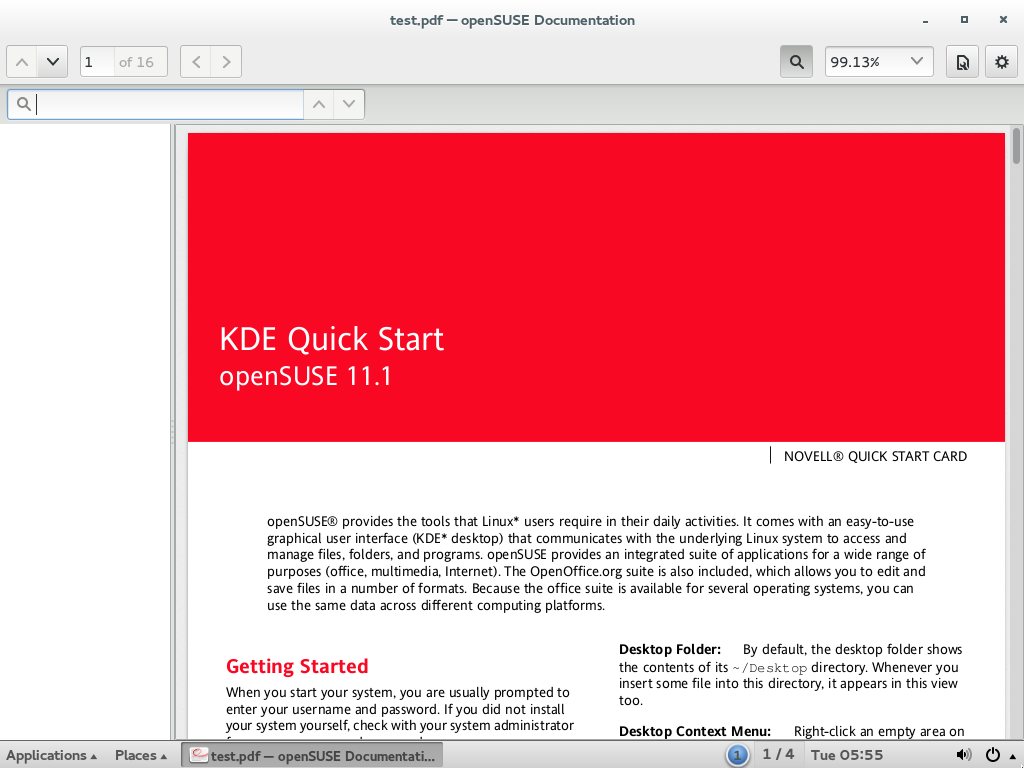 test.pdf — openSUSE Documentation
1 of 16
99.13%
KDE Quick Start
openSUSE 11.1
NOVELL® QUICK START CARD
openSUSE® provides the tools that Linux* users require in their daily activities. It comes with an easy-to-use
graphical user interface (KDE* desktop) that communicates with the underlying Linux system to access and
manage files, folders, and programs. openSUSE provides an integrated suite of applications for a wide range of
purposes (office, multimedia, Internet). The OpenOffice.org suite is also included, which allows you to edit and
save files in a number of formats. Because the office suite is available for several operating systems, you can
use the same data across different computing platforms.
Getting Started
When you start your system, you are usually prompted to
enter your username and password. If you did not install
your system yourself, check with your system administrator
Desktop Folder: By default, the desktop folder shows
the contents of its ~/Desktop directory. Whenever you
insert some file into this directory, it appears in this view
too.
Desktop Context Menu: Right-click an empty area on
Applications Places test.pdf — openSUSE Documentati... 1 1 / 4 Tue 05:55